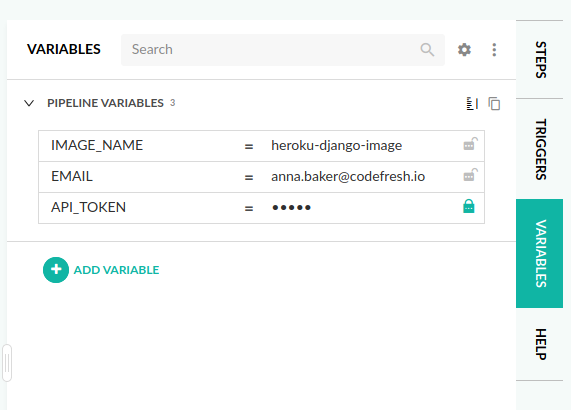 VARIABLES
Search
PIPELINE VARIABLES 3
IMAGE_NAME = heroku-django-image
EMAIL = anna.baker@codefresh.io
API_TOKEN = •••••
ADD VARIABLE
STEPS
TRIGGERS
VARIABLES
HELP